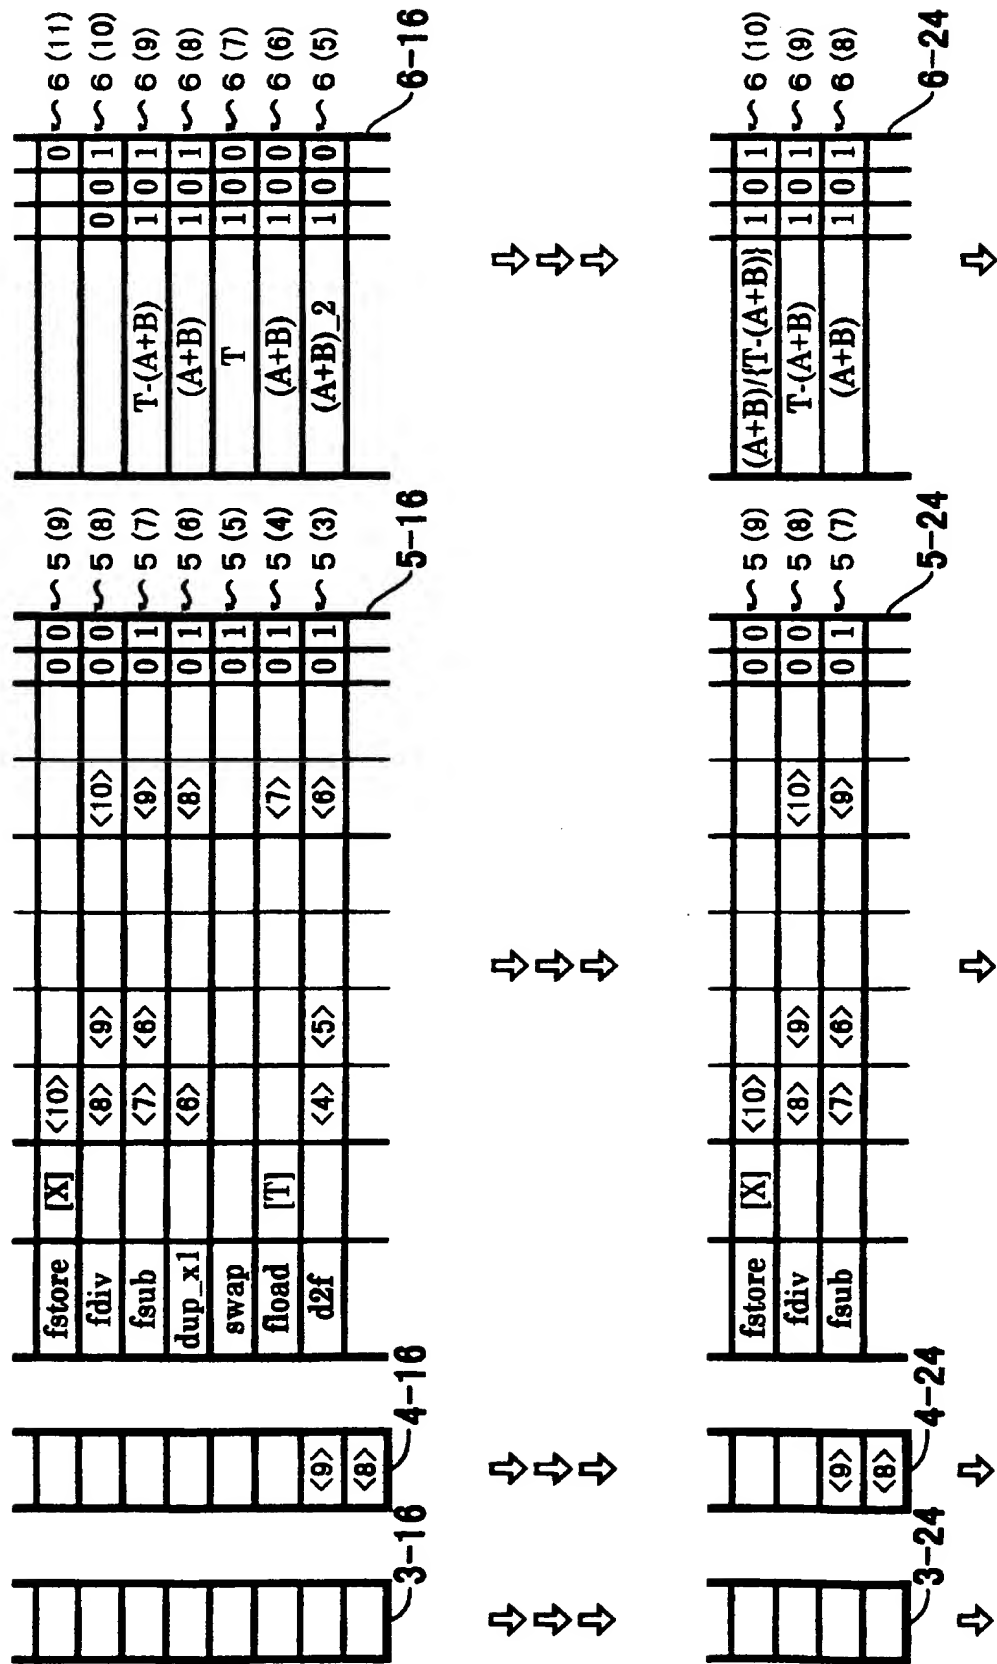 fstore [X] <10> 0 0 5 (9)
fdiv <8> <9> <10> 0 0 5 (8)
fsub <7> <6> <9> 0 1 5 (7)
dup_x1 <6> <8> 0 1 5 (6)
swap 0 1 5 (5)
fload [T] <7> 0 1 5 (4)
d2f <4> <5> <6> 0 1 5 (3)
<9>
<8>
0 6 (11)
0 0 1 6 (10)
T-(A+B) 1 0 1 6 (9)
(A+B) 1 0 1 6 (8)
T 1 0 0 6 (7)
(A+B) 1 0 0 6 (6)
(A+B)_2 1 0 0 6 (5)
3-16 4-16 5-16 6-16
fstore [X] <10> 0 0 5 (9)
fdiv <8> <9> <10> 0 0 5 (8)
fsub <7> <6> <9> 0 1 5 (7)
<9>
<8>
(A+B)/{T-(A+B)} 1 0 1 6 (10)
T-(A+B) 1 0 1 6 (9)
(A+B) 1 0 1 6 (8)
3-24 4-24 5-24 6-24